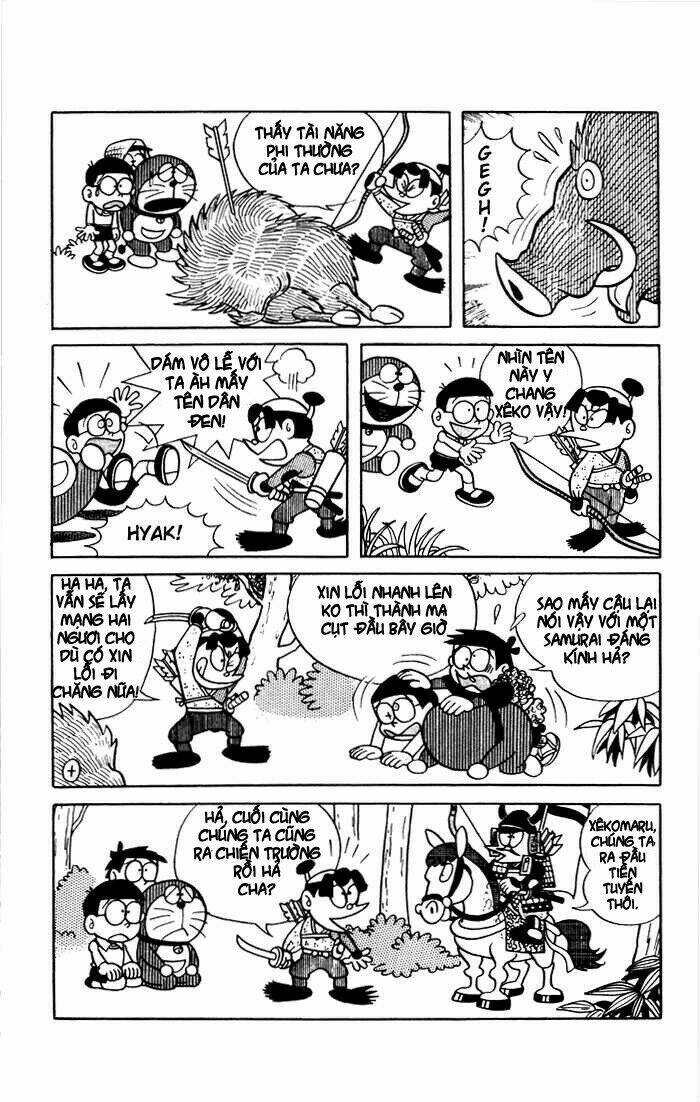 GEGH!
THẤY TÀI NĂNG
PHI THƯỜNG
CỦA TA CHƯA?
NHÌN TÊN
NÀY Y
CHANG
XÊKO VẬY!
DÁM VÔ LỄ VỚI
TA ÀH MẤY
TÊN DÂN
ĐEN!
HYAK!
SAO MẤY CẬU LẠI
NÓI VẬY VỚI MỘT
SAMURAI ĐÁNG
KÍNH HẢ?
XIN LỖI NHANH LÊN
KO THÌ THÀNH MA
CỤT ĐẦU BÂY GIỜ
HA HA, TA
VẪN SẼ LẤY
MẠNG HAI
NGƯƠI CHO
DÙ CÓ XIN
LỖI ĐI
CHĂNG NỮA!
XÊKOMARU,
CHÚNG TA
RA ĐẦU
TIỀN
TUYẾN
THÔI.
HẢ, CUỐI CÙNG
CHÚNG TA CŨNG
RA CHIẾN TRƯỜNG
RỒI HẢ
CHA?